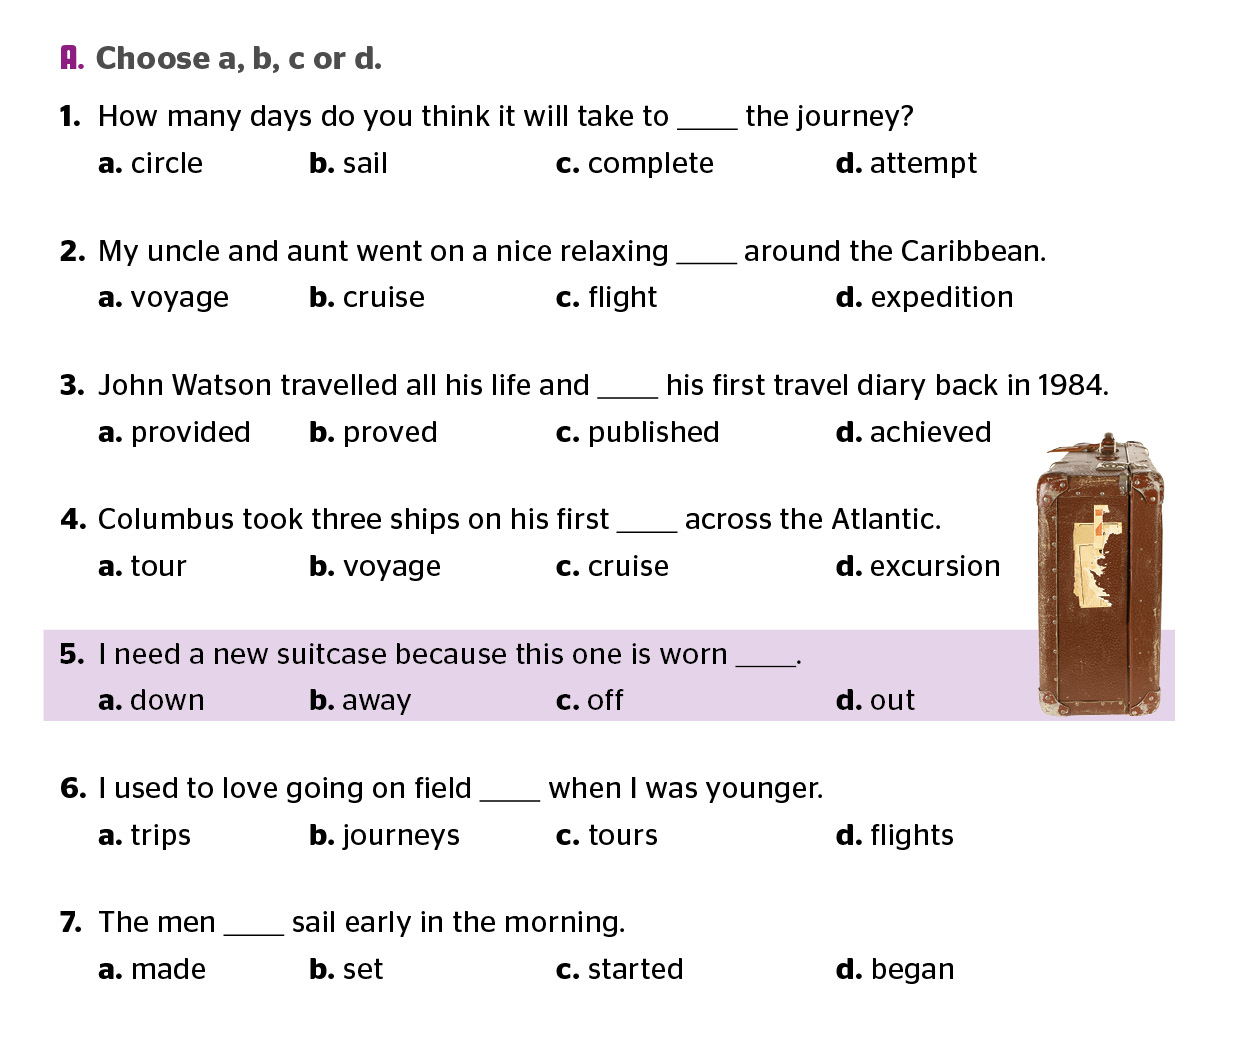 A. Choose a, b, c or d.
1. How many days do you think it will take to ____ the journey?
a. circle b. sail c. complete d. attempt
2. My uncle and aunt went on a nice relaxing ____ around the Caribbean.
a. voyage b. cruise c. flight d. expedition
3. John Watson travelled all his life and ____ his first travel diary back in 1984.
a. provided b. proved c. published d. achieved
4. Columbus took three ships on his first ____ across the Atlantic.
a. tour b. voyage c. cruise d. excursion
5. I need a new suitcase because this one is worn ____.
a. down b. away c. off d. out
6. I used to love going on field ____ when I was younger.
a. trips b. journeys c. tours d. flights
7. The men ____ sail early in the morning.
a. made b. set c. started d. began